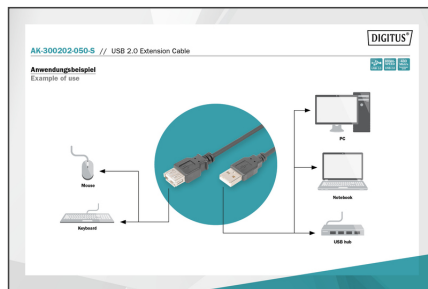 DIGITUS®
AK-300202-050-S // USB 2.0 Extension Cable
Anwendungsbeispiel
Example of use
PC
Mouse
Notebook
Keyboard
USB hub